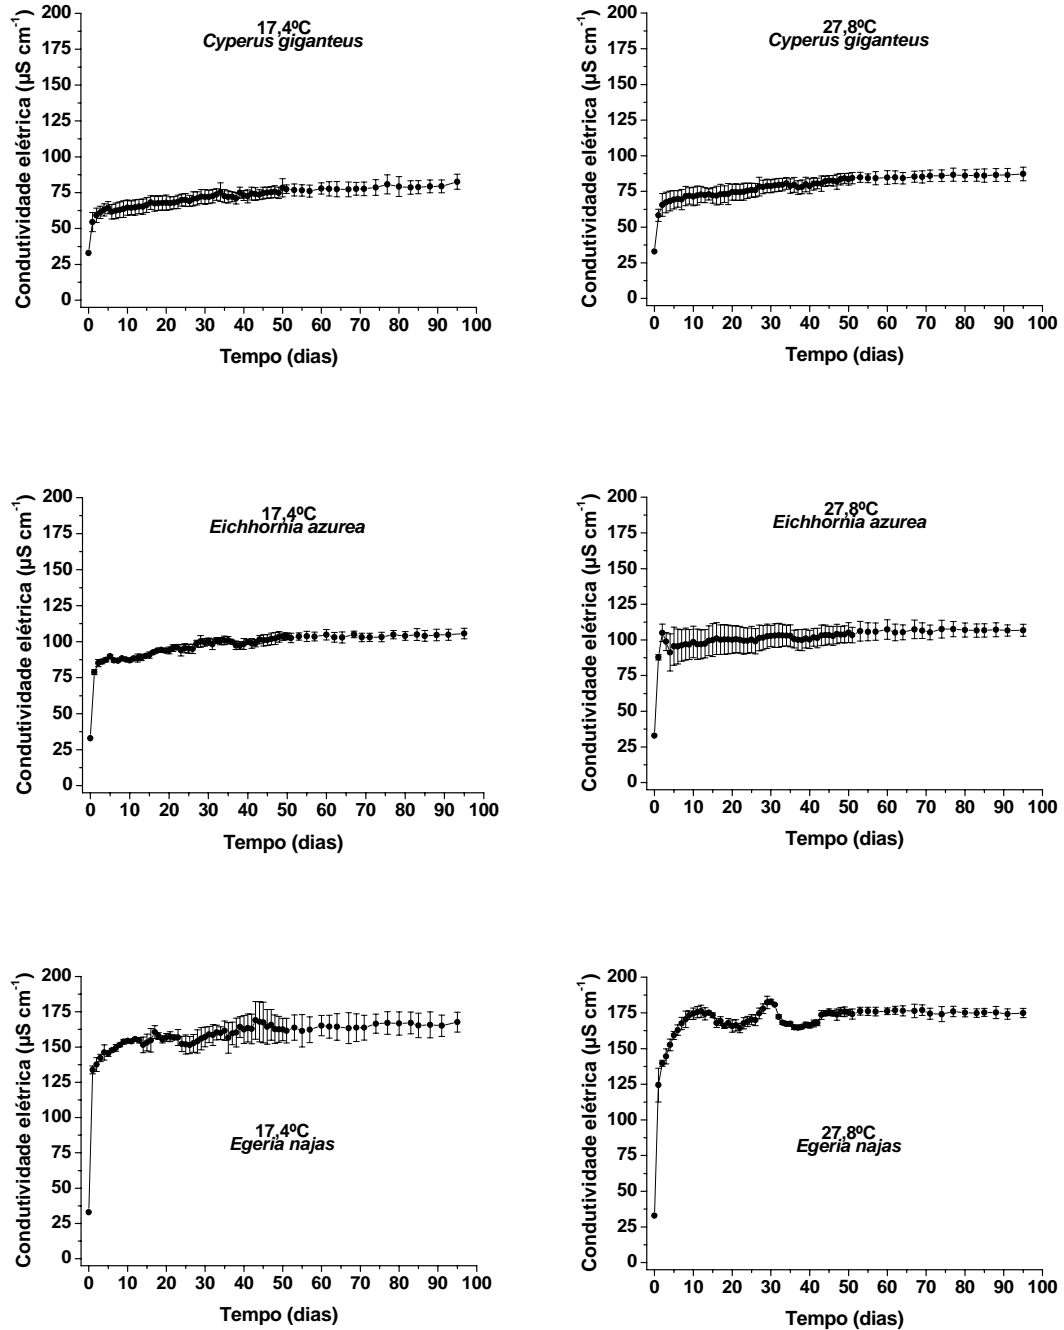 17,4ºC
Cyperus giganteus
Condutividade elétrica (µS cm-1)
200
175
150
125
100
75
50
25
0
0 10 20 30 40 50 60 70 80 90 100
Tempo (dias)
27,8ºC
Cyperus giganteus
Condutividade elétrica (µS cm-1)
200
175
150
125
100
75
50
25
0
0 10 20 30 40 50 60 70 80 90 100
Tempo (dias)
17,4ºC
Eichhornia azurea
Condutividade elétrica (µS cm-1)
200
175
150
125
100
75
50
25
0
0 10 20 30 40 50 60 70 80 90 100
Tempo (dias)
27,8ºC
Eichhornia azurea
Condutividade elétrica (µS cm-1)
200
175
150
125
100
75
50
25
0
0 10 20 30 40 50 60 70 80 90 100
Tempo (dias)
17,4ºC
Egeria najas
Condutividade elétrica (µS cm-1)
200
175
150
125
100
75
50
25
0
0 10 20 30 40 50 60 70 80 90 100
Tempo (dias)
27,8ºC
Egeria najas
Condutividade elétrica (µS cm-1)
200
175
150
125
100
75
50
25
0
0 10 20 30 40 50 60 70 80 90 100
Tempo (dias)